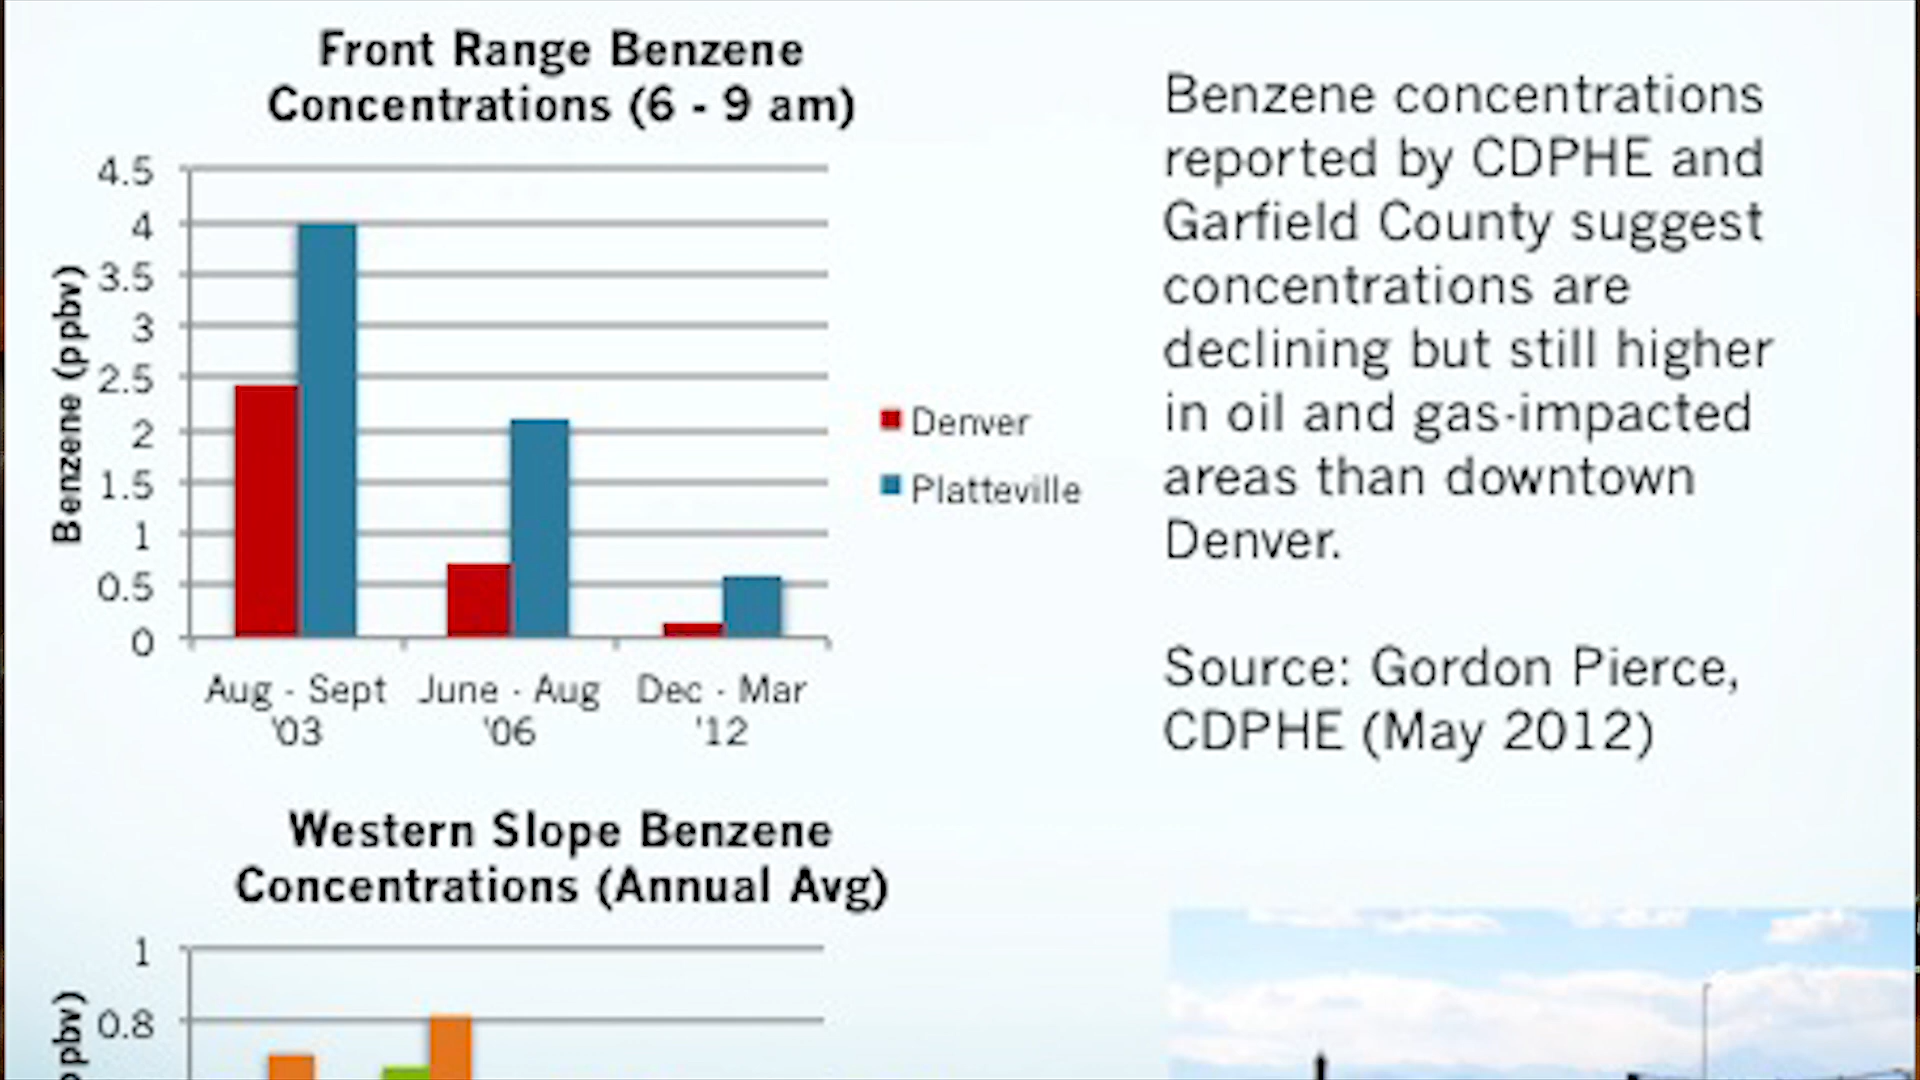 Front Range Benzene
Concentrations (6 - 9 am)
4.5
4
3.5
3
2.5
2
1.5
1
0.5
0
Benzene (ppbv)
Aug - Sept
'03
June - Aug
'06
Dec - Mar
'12
Denver
Platteville
Benzene concentrations
reported by CDPHE and
Garfield County suggest
concentrations are
declining but still higher
in oil and gas-impacted
areas than downtown
Denver.
Source: Gordon Pierce,
CDPHE (May 2012)
Western Slope Benzene
Concentrations (Annual Avg)
1
0.8